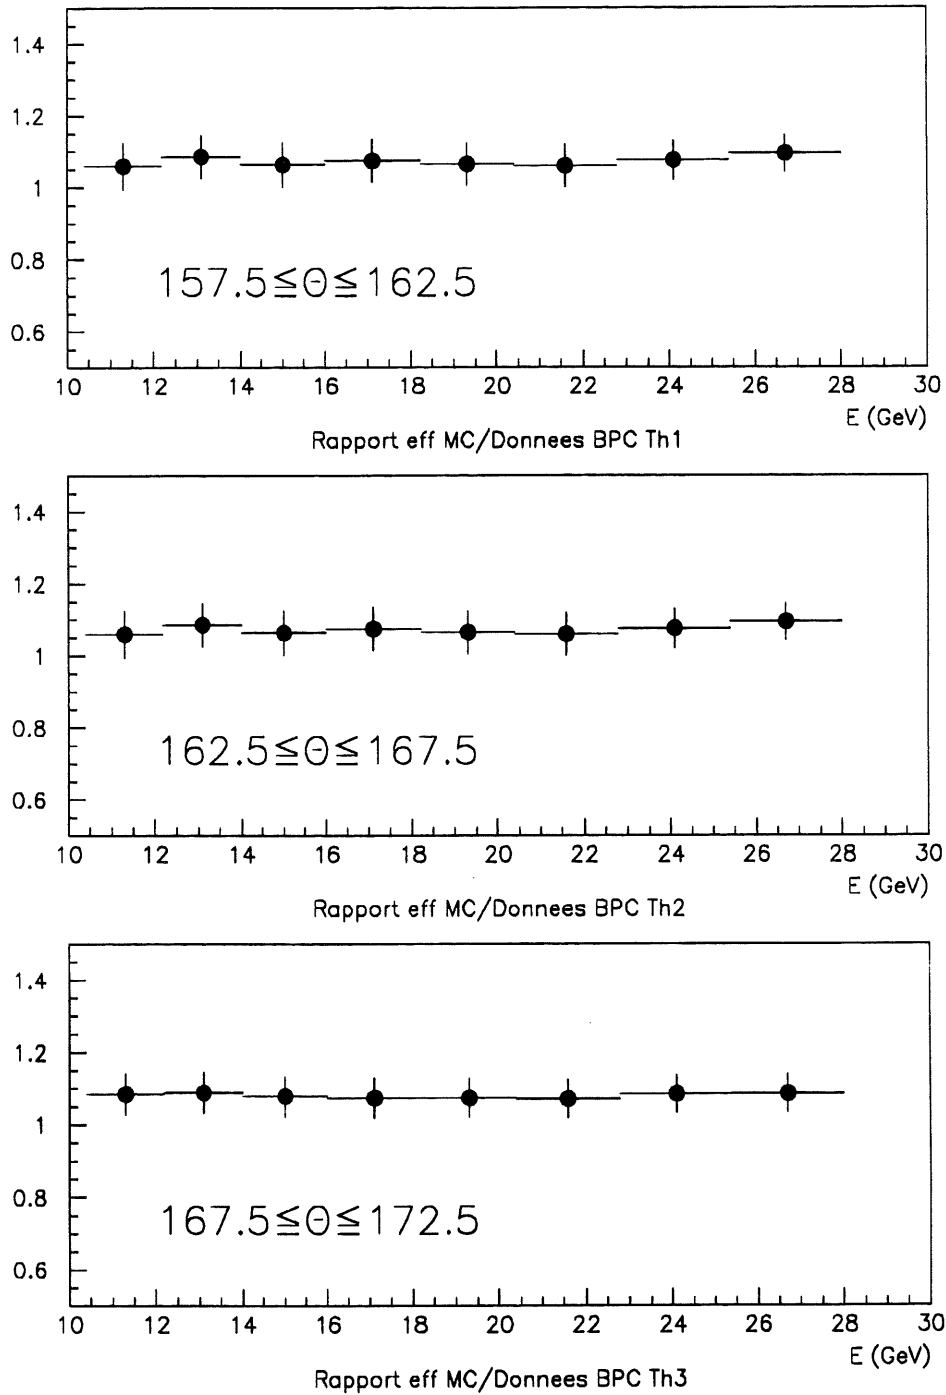 1.4
1.2
1
0.8
0.6
157.5≦Θ≦162.5
10 12 14 16 18 20 22 24 26 28 30
E (GeV)
Rapport eff MC/Donnees BPC Th1
1.4
1.2
1
0.8
0.6
162.5≦Θ≦167.5
10 12 14 16 18 20 22 24 26 28 30
E (GeV)
Rapport eff MC/Donnees BPC Th2
1.4
1.2
1
0.8
0.6
167.5≦Θ≦172.5
10 12 14 16 18 20 22 24 26 28 30
E (GeV)
Rapport eff MC/Donnees BPC Th3